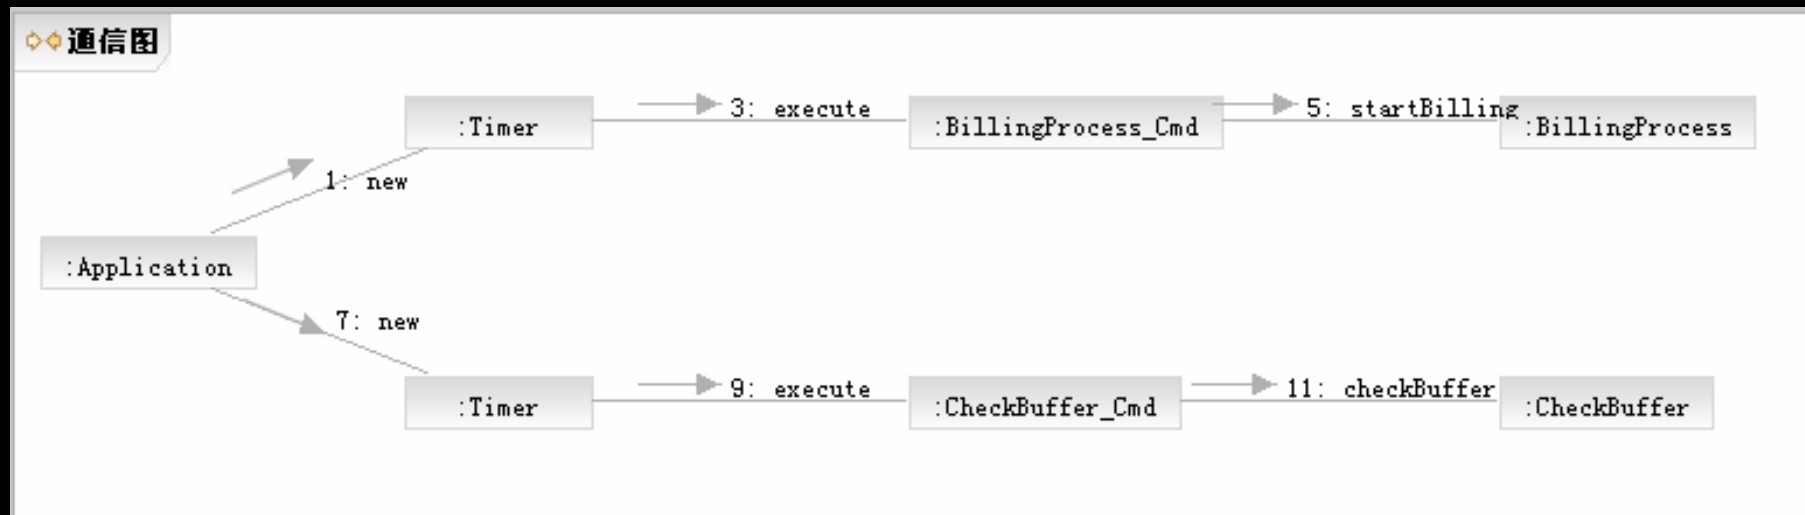 通信图
:Timer
3: execute
:BillingProcess_Cmd
5: startBilling
:BillingProcess
1: new
:Application
7: new
:Timer
9: execute
:CheckBuffer_Cmd
11: checkBuffer
:CheckBuffer